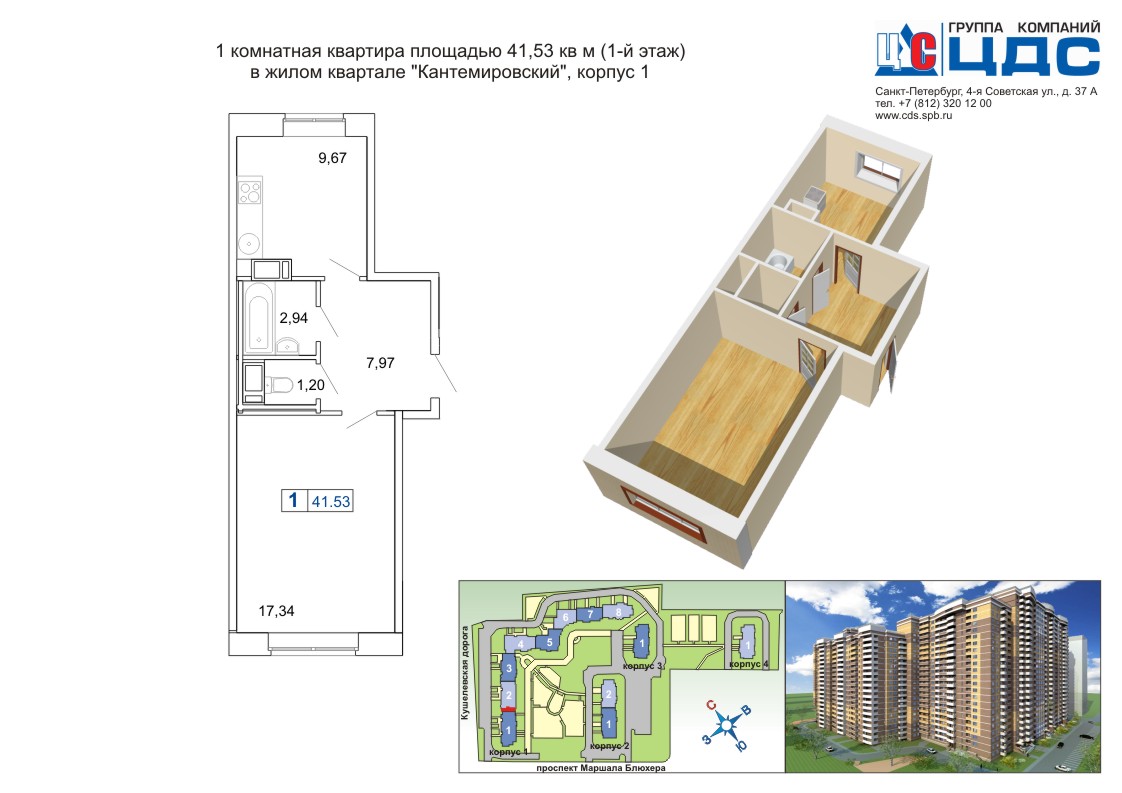 1 комнатная квартира площадью 41,53 кв м (1-й этаж)
в жилом квартале "Кантемировский", корпус 1
ГРУППА КОМПАНИЙ
ЦДС
ЦДС
Санкт-Петербург, 4-я Советская ул., д. 37 А
тел. +7 (812) 320 12 00
www.cds.spb.ru
9,67
2,94
7,97
1,20
1 41.53
17,34
Кушелевская дорога
6 7 8
4 5
3
2
1
корпус 1
1
корпус 3
1
корпус 4
2
1
корпус 2
С
В
З
Ю
проспект Маршала Блюхера